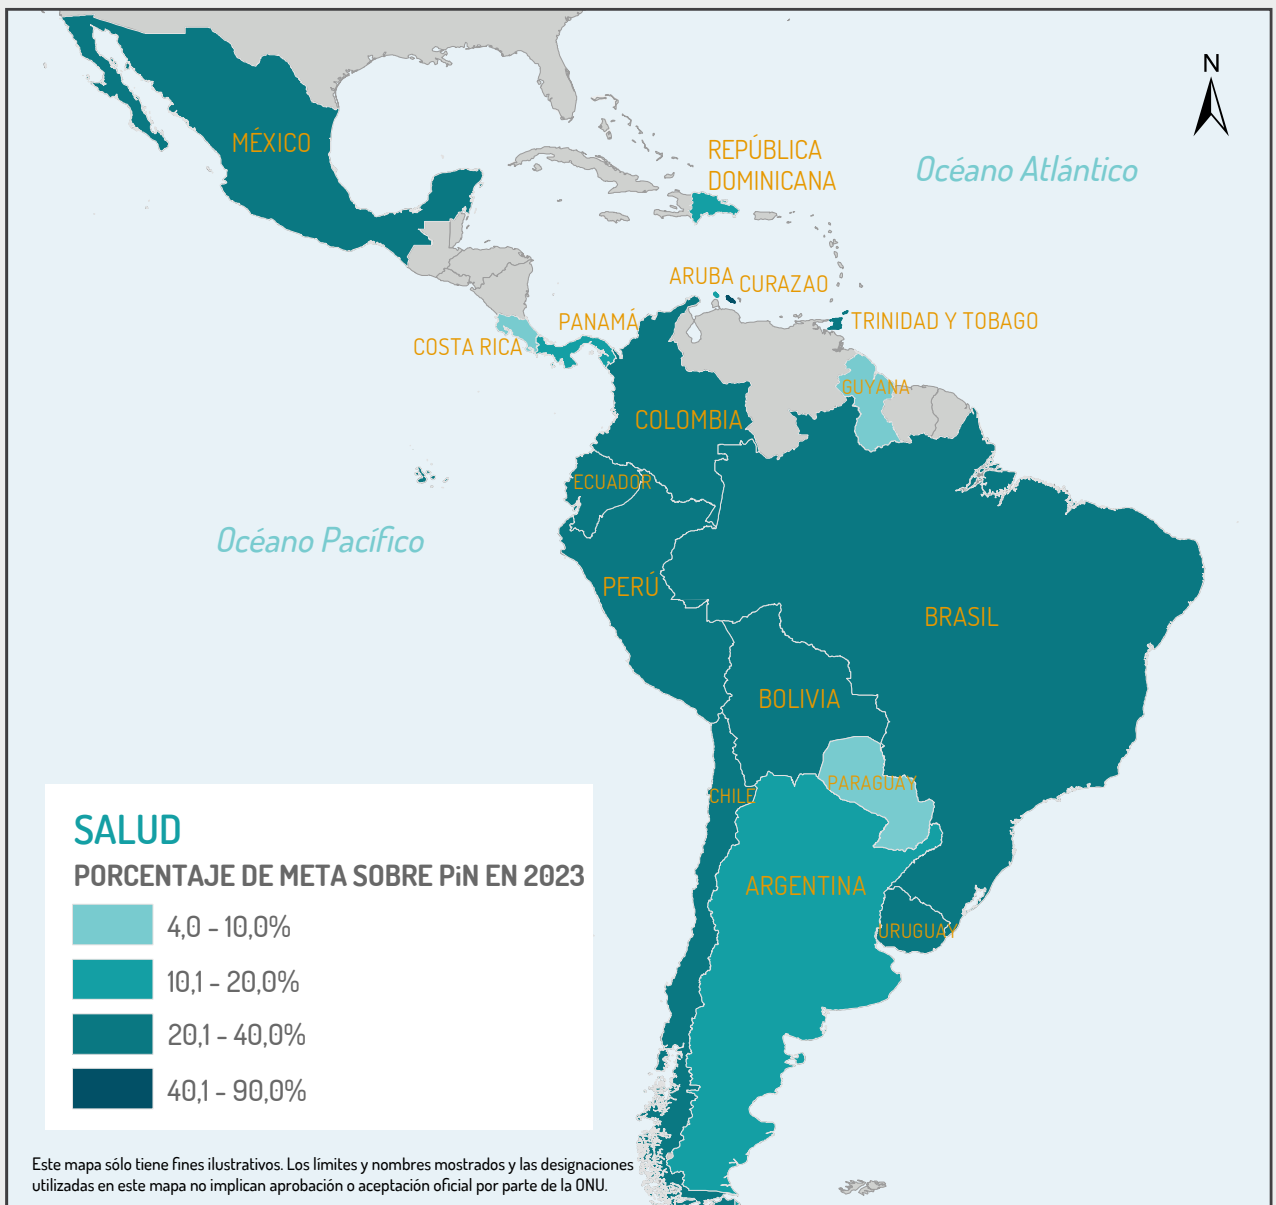 N
MÉXICO
REPÚBLICA
DOMINICANA
Océano Atlántico
ARUBA
CURAZAO
PANAMÁ
TRINIDAD Y TOBAGO
COSTA RICA
GUYANA
COLOMBIA
ECUADOR
Océano Pacífico
PERÚ
BRASIL
BOLIVIA
PARAGUAY
CHILE
ARGENTINA
URUGUAY
SALUD
PORCENTAJE DE META SOBRE PiN EN 2023
4,0 - 10,0%
10,1 - 20,0%
20,1 - 40,0%
40,1 - 90,0%
Este mapa sólo tiene fines ilustrativos. Los límites y nombres mostrados y las designaciones
utilizadas en este mapa no implican aprobación o aceptación oficial por parte de la ONU.